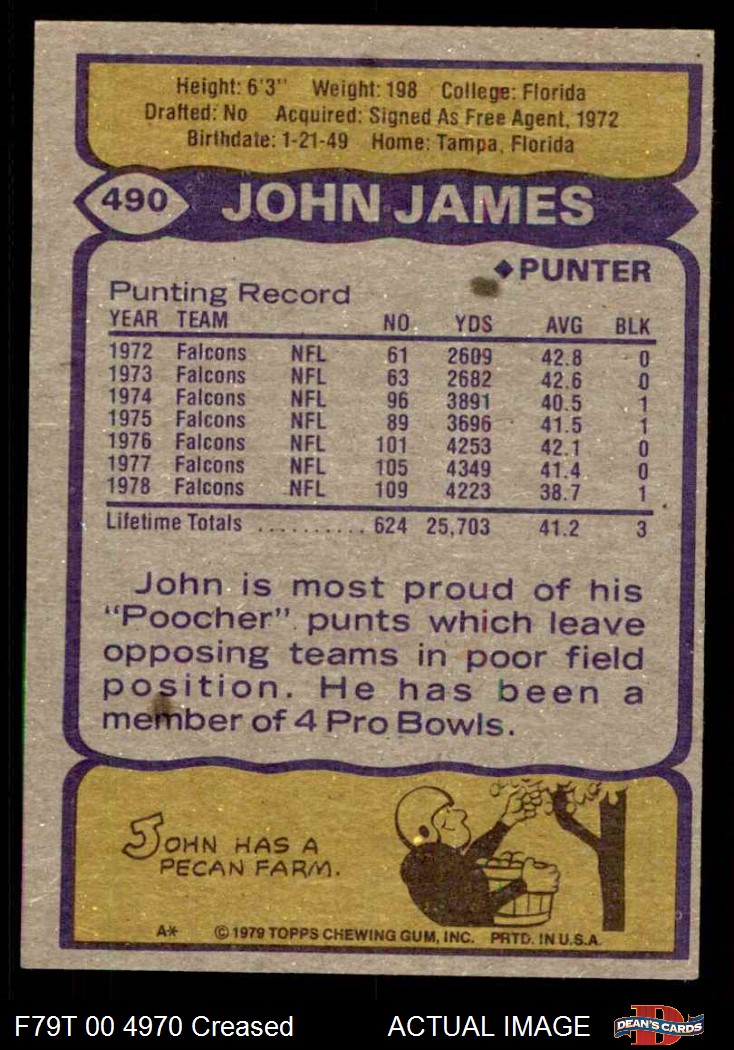 Height: 6'3" Weight: 198 College: Florida
Drafted: No Acquired: Signed As Free Agent, 1972
Birthdate: 1-21-49 Home: Tampa, Florida
490 JOHN JAMES
◆PUNTER
Punting Record
YEAR TEAM NO YDS AVG BLK
1972 Falcons NFL 61 2609 42.8 0
1973 Falcons NFL 63 2682 42.6 0
1974 Falcons NFL 96 3891 40.5 1
1975 Falcons NFL 89 3696 41.5 1
1976 Falcons NFL 101 4253 42.1 0
1977 Falcons NFL 105 4349 41.4 0
1978 Falcons NFL 109 4223 38.7 1
Lifetime Totals .......... 624 25,703 41.2 3
John is most proud of his
"Poocher" punts which leave
opposing teams in poor field
position. He has been a
member of 4 Pro Bowls.
JOHN HAS A
PECAN FARM.
A* © 1979 TOPPS CHEWING GUM, INC. PRTD. IN U.S.A.
F79T 00 4970 Creased ACTUAL IMAGE D DEAN'S CARDS